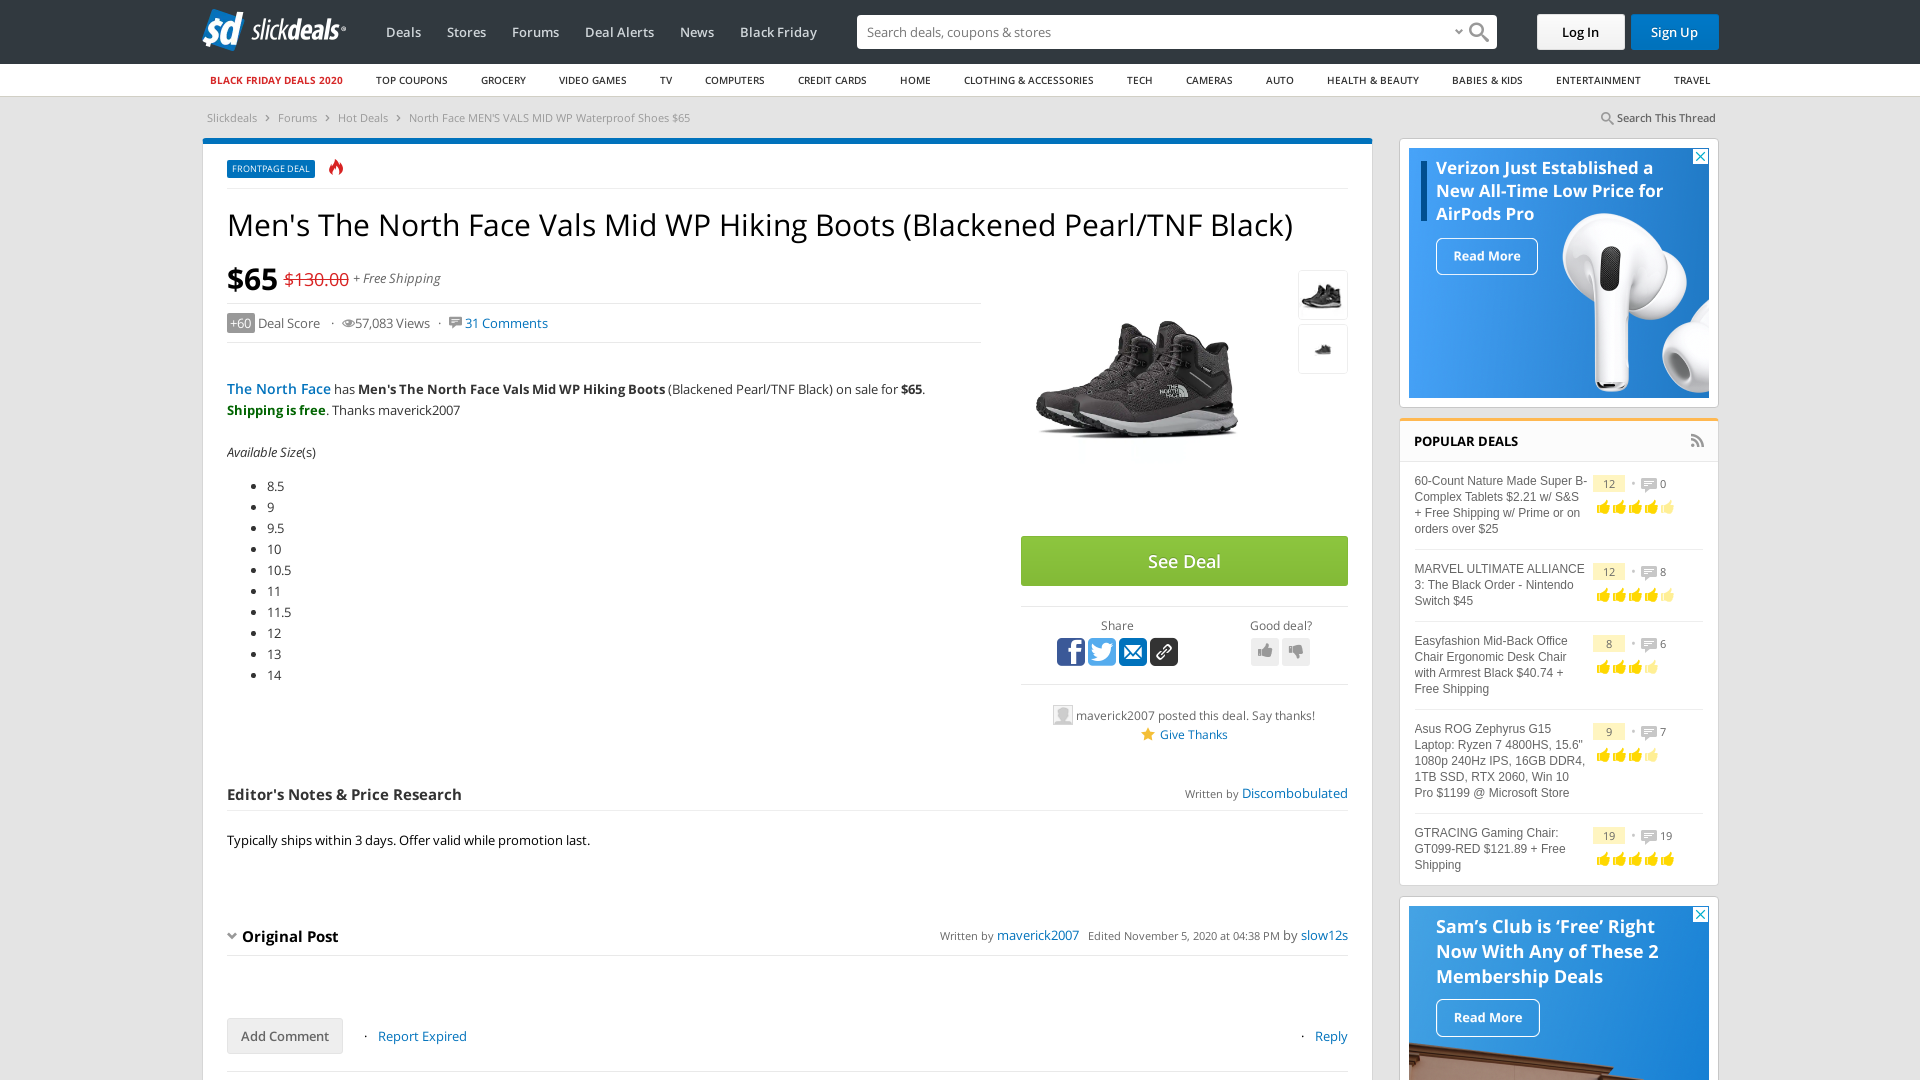 slickdeals
Deals
Stores
Forums
Deal Alerts
News
Black Friday
Search deals, coupons & stores
Log In
Sign Up
BLACK FRIDAY DEALS 2020
TOP COUPONS
GROCERY
VIDEO GAMES
TV
COMPUTERS
CREDIT CARDS
HOME
CLOTHING & ACCESSORIES
TECH
CAMERAS
AUTO
HEALTH & BEAUTY
BABIES & KIDS
ENTERTAINMENT
TRAVEL
Slickdeals › Forums › Hot Deals › North Face MEN'S VALS MID WP Waterproof Shoes $65
Search This Thread
FRONTPAGE DEAL
Men's The North Face Vals Mid WP Hiking Boots (Blackened Pearl/TNF Black)
$65 $130.00 + Free Shipping
+60 Deal Score · 57,083 Views · 31 Comments
The North Face has Men's The North Face Vals Mid WP Hiking Boots (Blackened Pearl/TNF Black) on sale for $65.
Shipping is free. Thanks maverick2007
Available Size(s)
• 8.5
• 9
• 9.5
• 10
• 10.5
• 11
• 11.5
• 12
• 13
• 14
See Deal
Share
Good deal?
maverick2007 posted this deal. Say thanks!
Give Thanks
Editor's Notes & Price Research
Written by Discombobulated
Typically ships within 3 days. Offer valid while promotion last.
Original Post
Written by maverick2007 Edited November 5, 2020 at 04:38 PM by slow12s
Add Comment
· Report Expired
· Reply
Verizon Just Established a
New All-Time Low Price for
AirPods Pro
Read More
POPULAR DEALS
60-Count Nature Made Super B-
Complex Tablets $2.21 w/ S&S
+ Free Shipping w/ Prime or on
orders over $25
12 • 0
MARVEL ULTIMATE ALLIANCE
3: The Black Order - Nintendo
Switch $45
12 • 8
Easyfashion Mid-Back Office
Chair Ergonomic Desk Chair
with Armrest Black $40.74 +
Free Shipping
8 • 6
Asus ROG Zephyrus G15
Laptop: Ryzen 7 4800HS, 15.6"
1080p 240Hz IPS, 16GB DDR4,
1TB SSD, RTX 2060, Win 10
Pro $1199 @ Microsoft Store
9 • 7
GTRACING Gaming Chair:
GT099-RED $121.89 + Free
Shipping
19 • 19
Sam's Club is ‘Free’ Right
Now With Any of These 2
Membership Deals
Read More